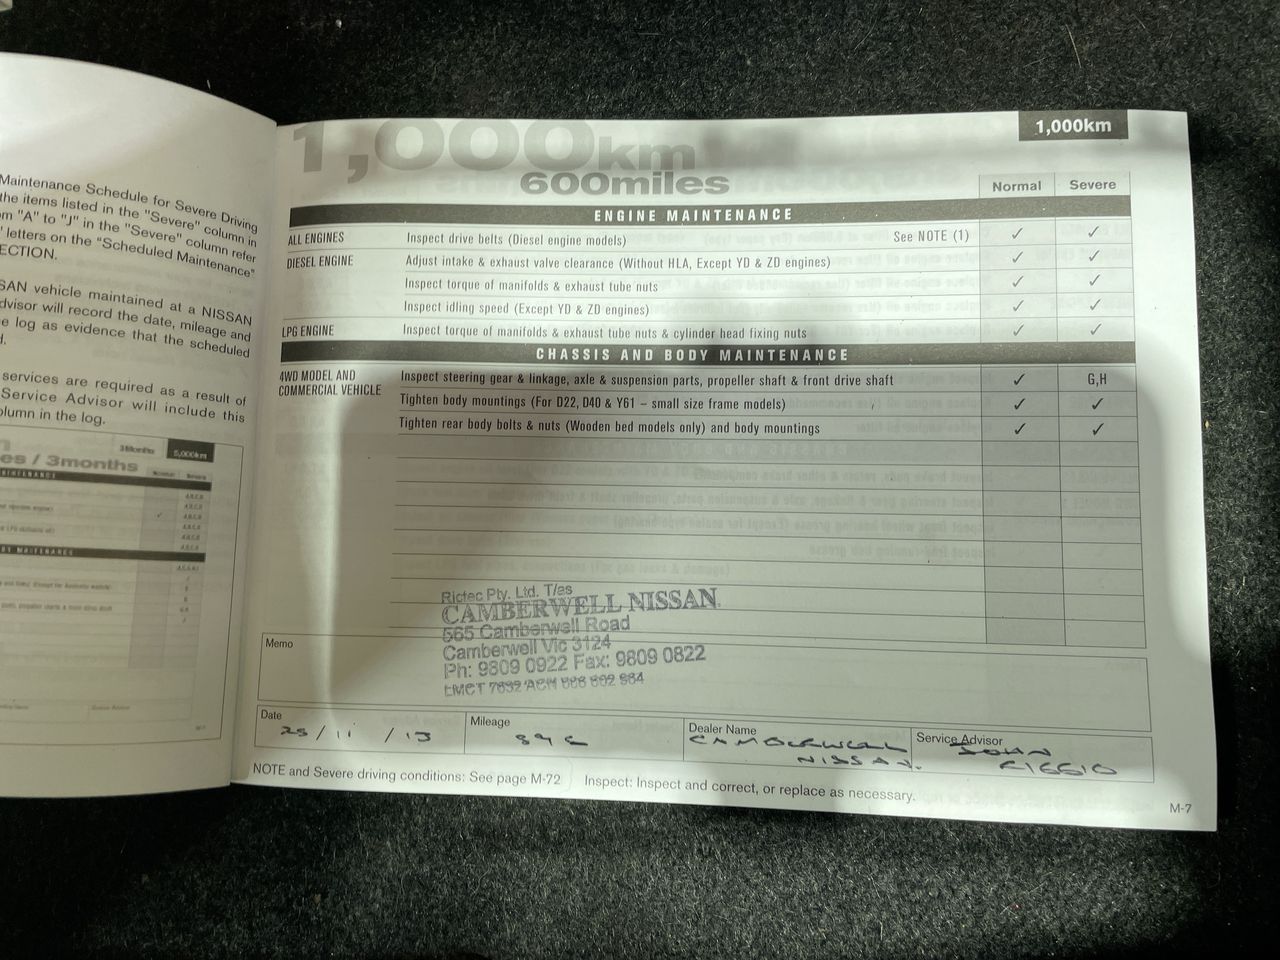 Maintenance Schedule for Severe Driving
the items listed in the "Severe" column in
"A" to "J" in the "Severe" column refer
letters on the "Scheduled Maintenance"
vehicle maintained at a NISSAN
will record the date, mileage and
log as evidence that the scheduled
services are required as a result of
Service Advisor will include this
in the log.
3Months 5,000km
/ 3months
1,000km
1,000km
600miles
Normal Severe
ENGINE MAINTENANCE
ALL ENGINES Inspect drive belts (Diesel engine models) See NOTE (1) ✓ ✓
DIESEL ENGINE Adjust intake & exhaust valve clearance (Without HLA, Except YD & ZD engines) ✓ ✓
Inspect torque of manifolds & exhaust tube nuts ✓ ✓
Inspect idling speed (Except YD & ZD engines) ✓ ✓
LPG ENGINE Inspect torque of manifolds & exhaust tube nuts & cylinder head fixing nuts ✓ ✓
CHASSIS AND BODY MAINTENANCE
4WD MODEL AND
COMMERCIAL VEHICLE
Inspect steering gear & linkage, axle & suspension parts, propeller shaft & front drive shaft ✓ G,H
Tighten body mountings (For D22, D40 & Y61 – small size frame models) ✓ ✓
Tighten rear body bolts & nuts (Wooden bed models only) and body mountings ✓ ✓
Rictec Pty. Ltd. T/as
CAMBERWELL NISSAN
565 Camberwell Road
Camberwell Vic 3124
Ph: 9809 0922 Fax: 9809 0822
LMCT 7892 ACN
Memo
Date
25/11/13
Mileage
Dealer Name
CAMBERWELL
NISSAN.
Service Advisor
JOHN
NOTE and Severe driving conditions: See page M-72
Inspect: Inspect and correct, or replace as necessary.
M-7